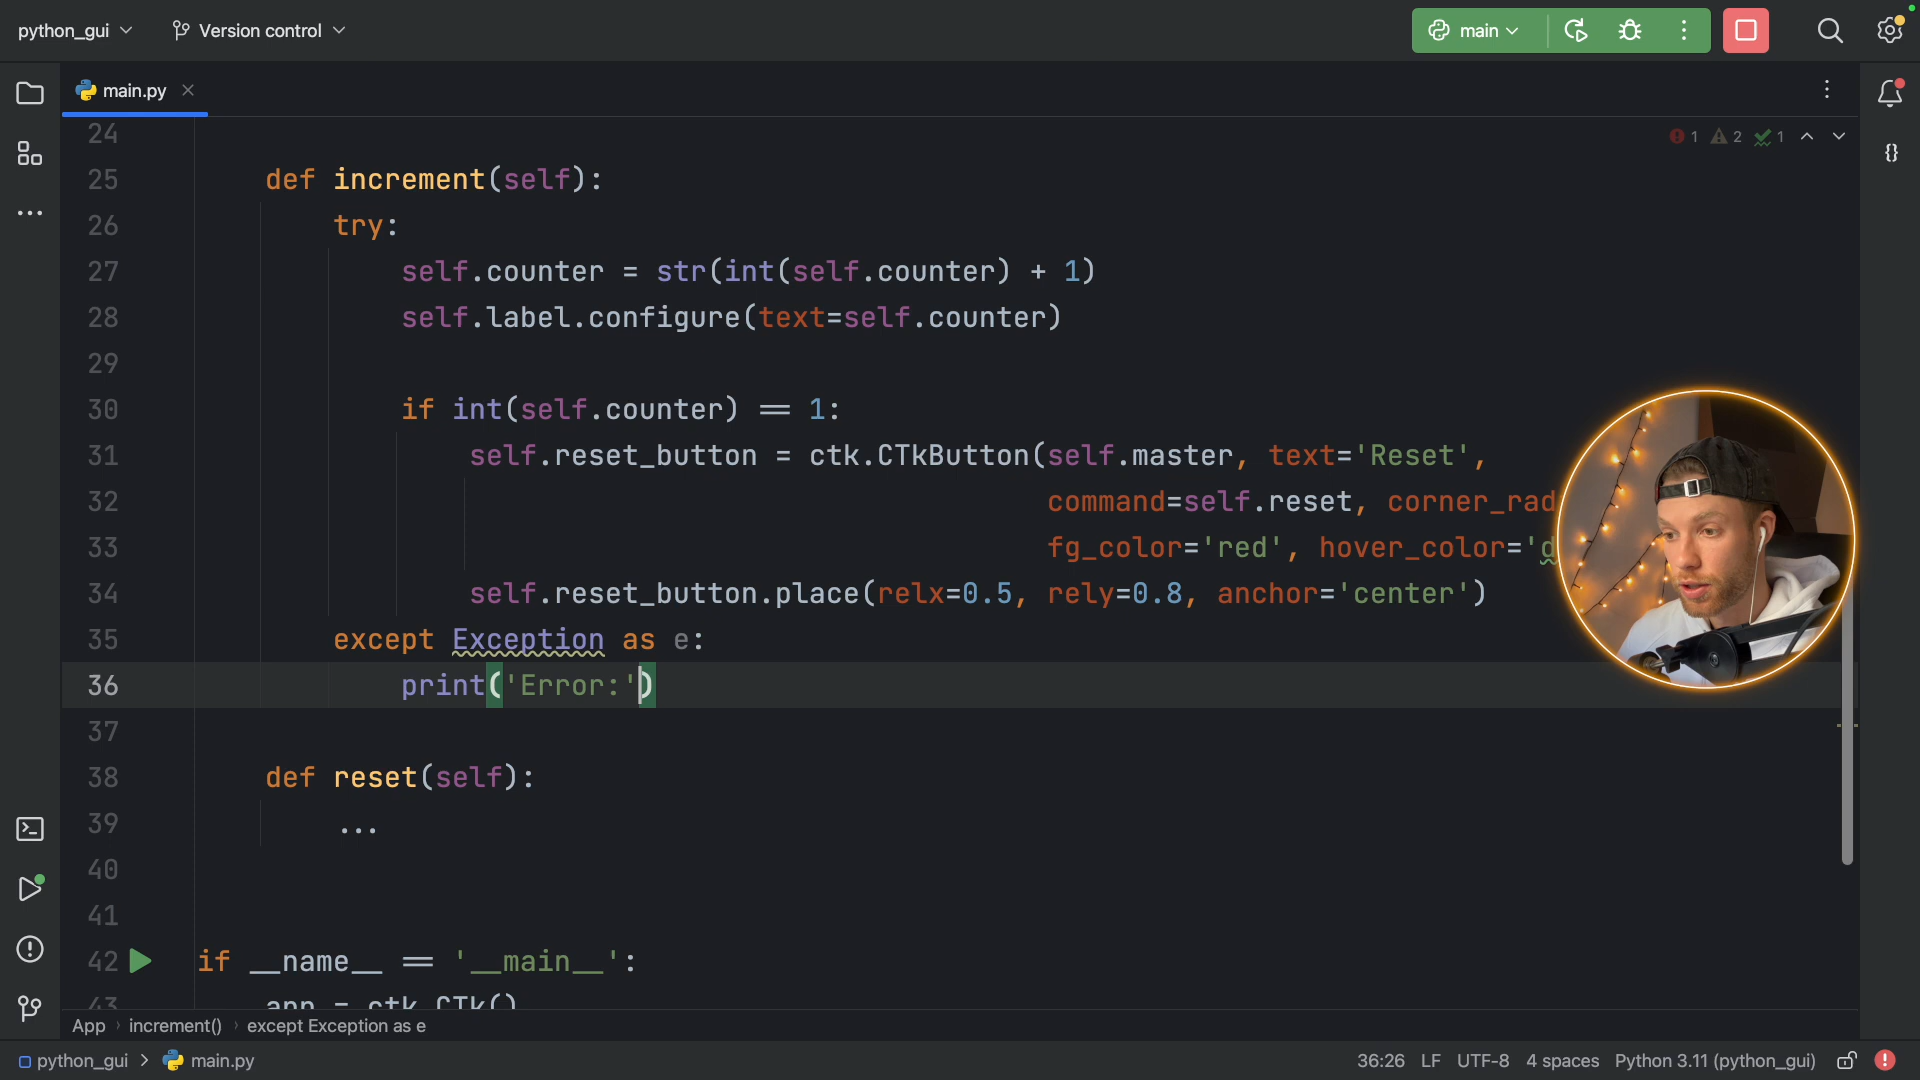 python_gui
Version control
main
main.py
1 2 1
24
25 def increment(self):
26 try:
27 self.counter = str(int(self.counter) + 1)
28 self.label.configure(text=self.counter)
29
30 if int(self.counter) == 1:
31 self.reset_button = ctk.CTkButton(self.master, text='Reset',
32 command=self.reset, corner_rad
33 fg_color='red', hover_color='d
34 self.reset_button.place(relx=0.5, rely=0.8, anchor='center')
35 except Exception as e:
36 print('Error:')
37
38 def reset(self):
39 ...
40
41
42 if __name__ == '__main__':
43 app = ctk.CTk()
App › increment() › except Exception as e
python_gui > main.py
36:26 LF UTF-8 4 spaces Python 3.11 (python_gui)